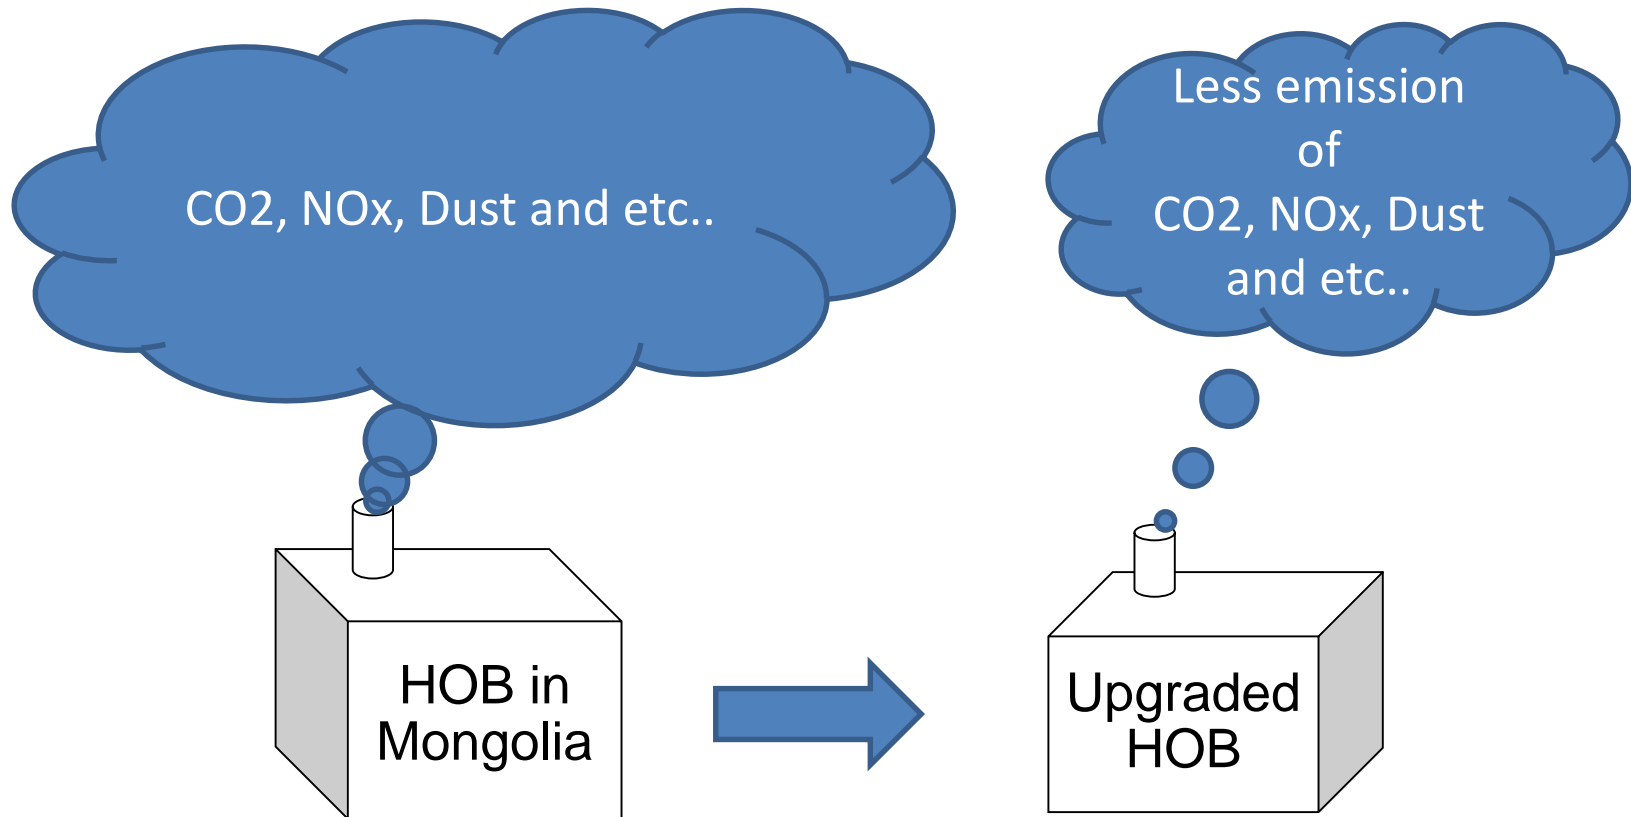 CO2, NOx, Dust and etc..
Less emission
of
CO2, NOx, Dust
and etc..
HOB in
Mongolia
Upgraded
HOB